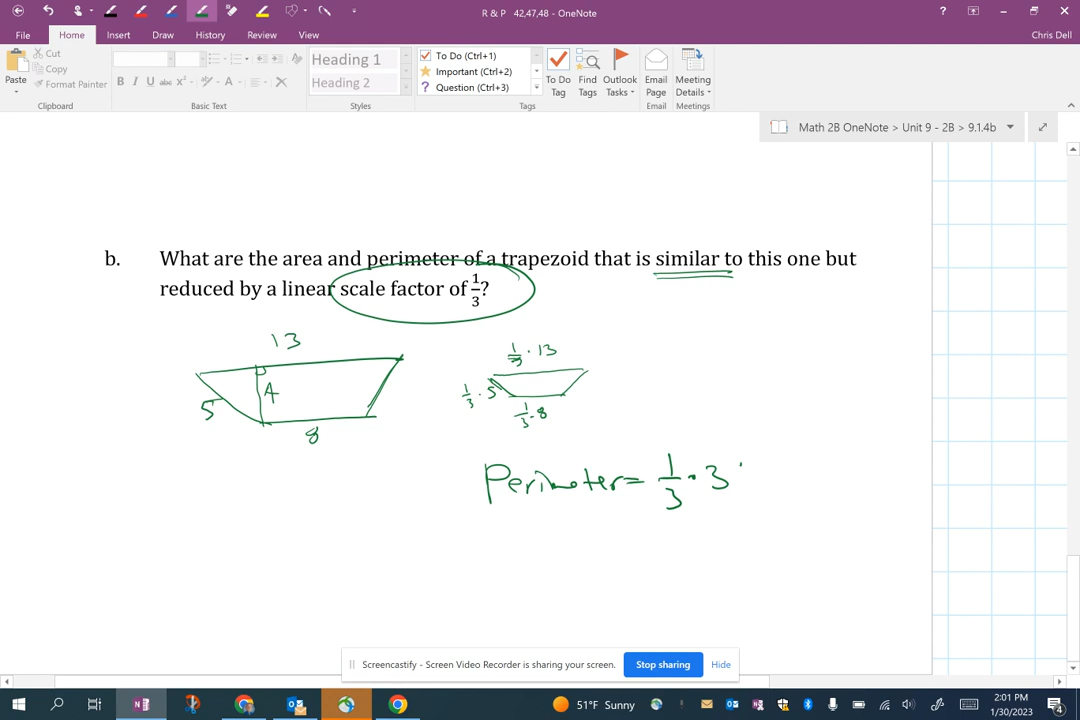 R & P 42,47,48 - OneNote
File Home Insert Draw History Review View Chris Dell
Paste Cut Copy Format Painter
B I U abc x² A
Heading 1
Heading 2
To Do (Ctrl+1)
Important (Ctrl+2)
Question (Ctrl+3)
To Do Tag
Find Tags
Outlook Tasks
Email Page
Meeting Details
Clipboard Basic Text Styles Tags Email Meetings
Math 2B OneNote > Unit 9 - 2B > 9.1.4b
b. What are the area and perimeter of a trapezoid that is similar to this one but
reduced by a linear scale factor of 1/3?
13
1/3 · 13
5 4 8
1/3 · 5
1/3 · 8
Perimeter = 1/3 · 3
Screencastify - Screen Video Recorder is sharing your screen. Stop sharing Hide
51°F Sunny
2:01 PM
1/30/2023
4